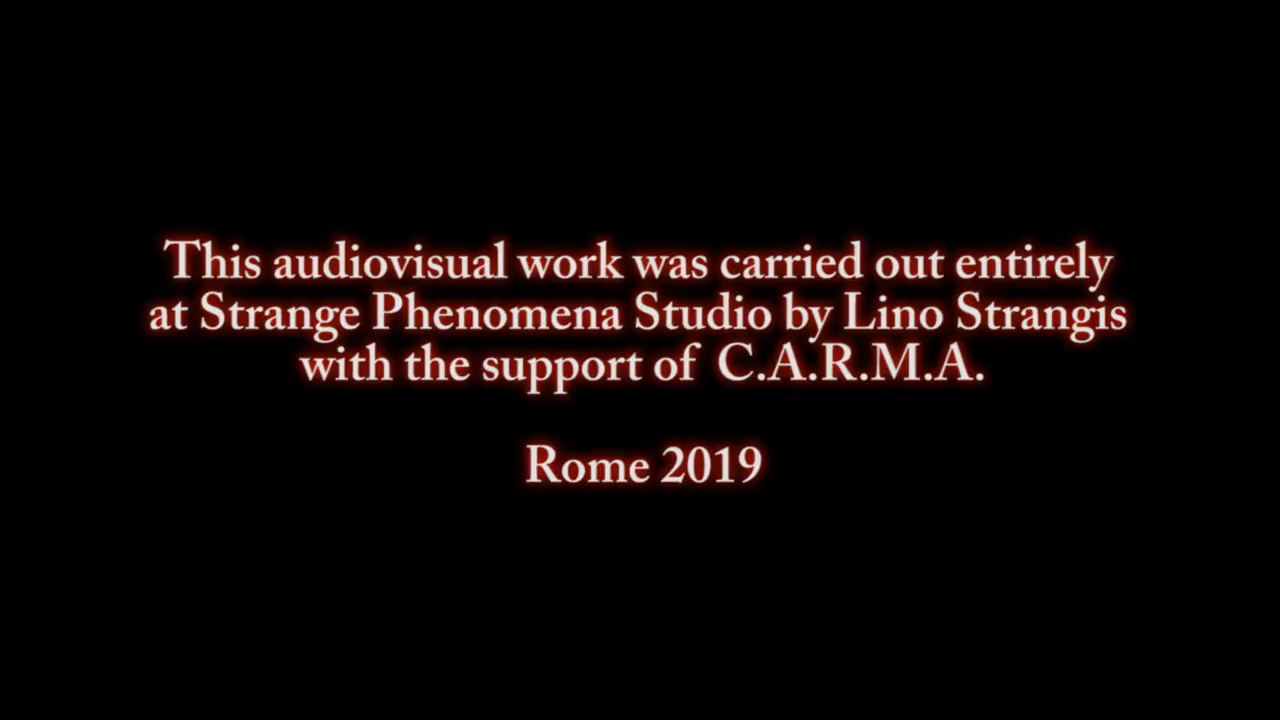 This audiovisual work was carried out entirely
at Strange Phenomena Studio by Lino Strangis
with the support of C.A.R.M.A.
Rome 2019